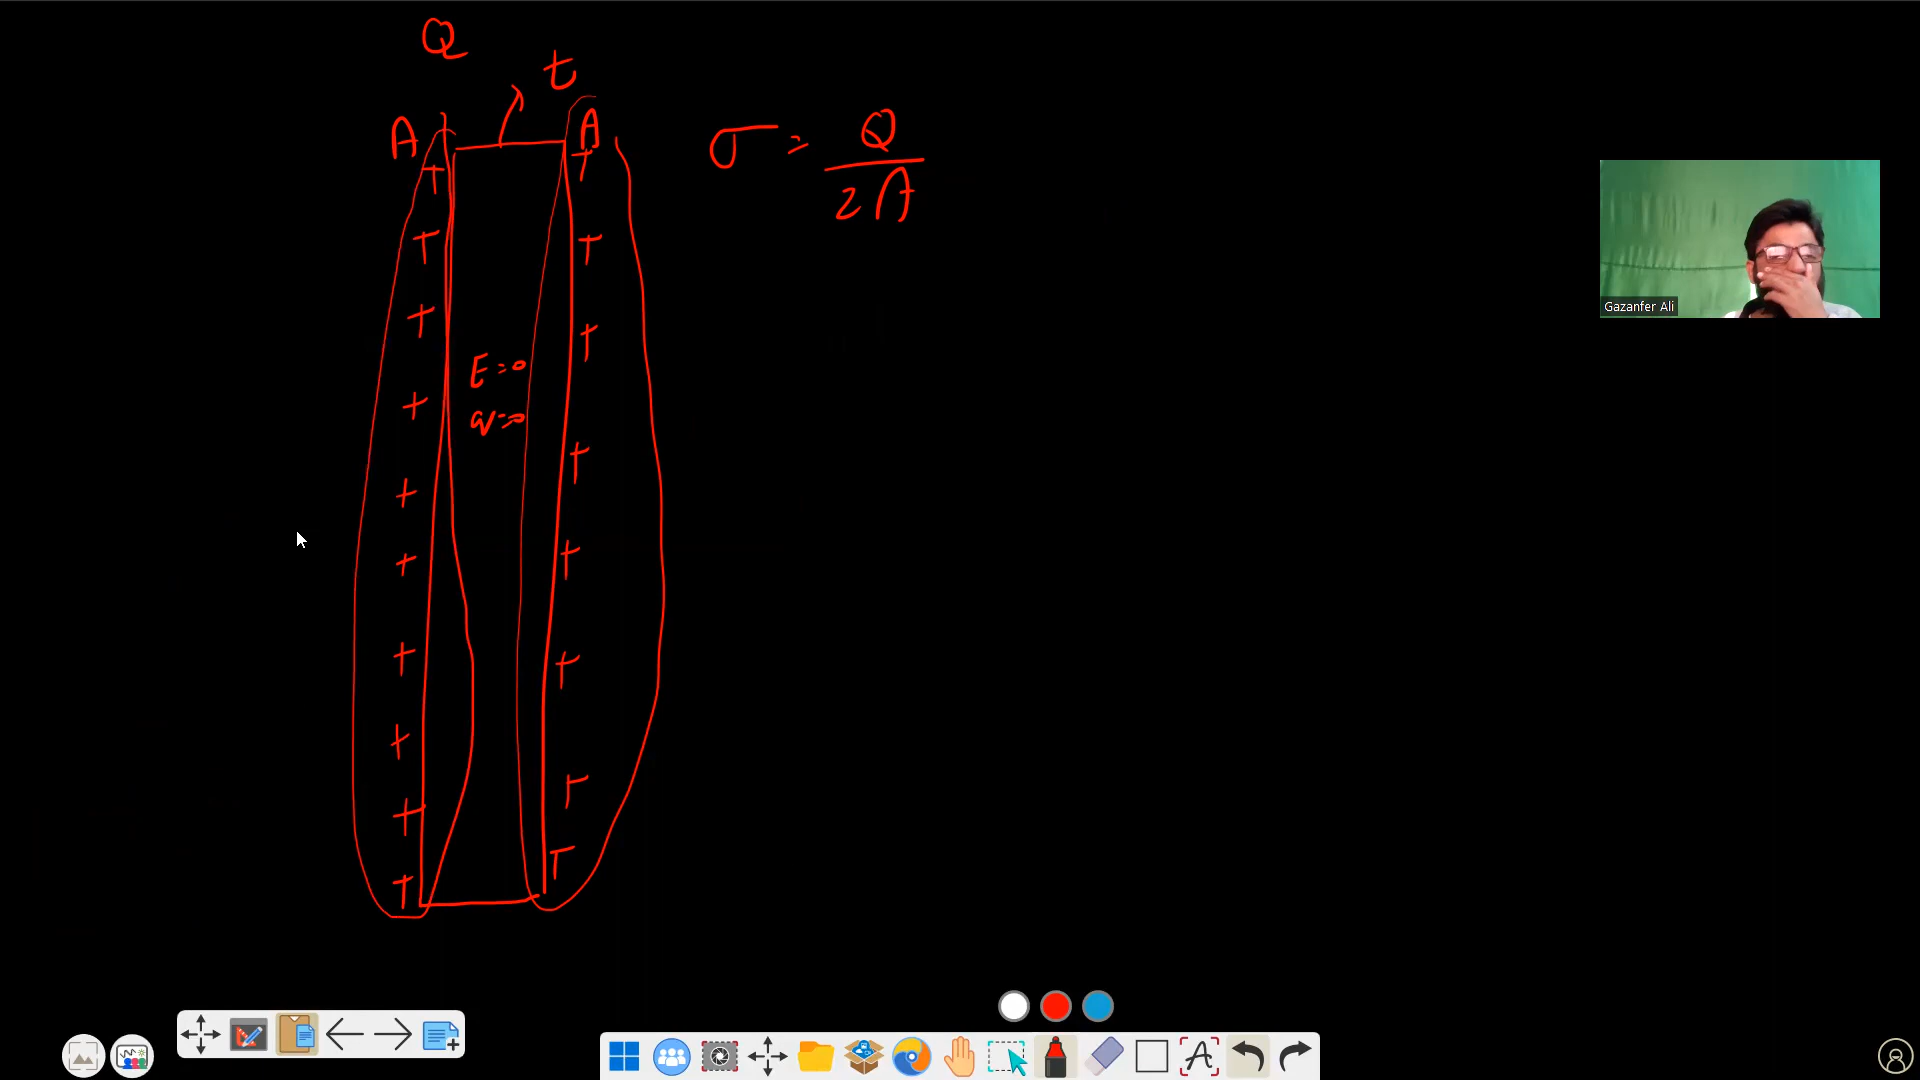 Q
t
A
A
σ = Q / 2A
+ +
+ +
+ +
+ +
+ +
+ +
+ +
+ +
+
+
E = 0
q = 0
Gazanfer Ali